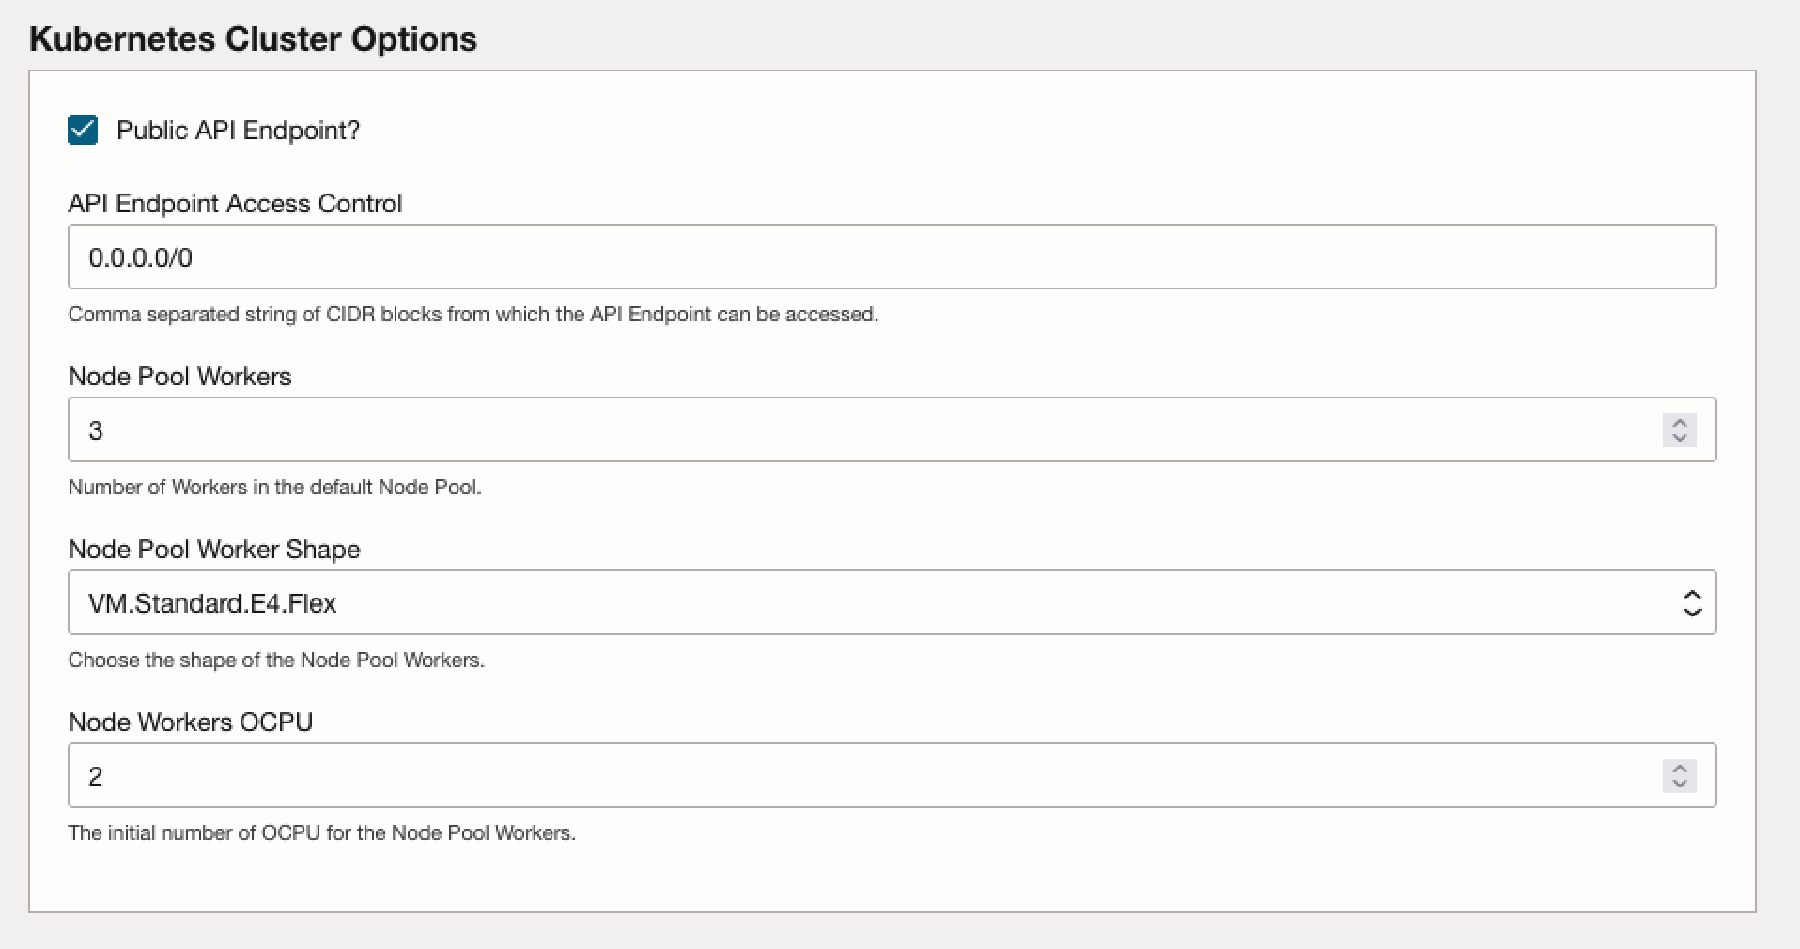 Kubernetes Cluster Options
Public API Endpoint?
API Endpoint Access Control
0.0.0.0/0
Comma separated string of CIDR blocks from which the API Endpoint can be accessed.
Node Pool Workers
3
Number of Workers in the default Node Pool.
Node Pool Worker Shape
VM.Standard.E4.Flex
Choose the shape of the Node Pool Workers.
Node Workers OCPU
2
The initial number of OCPU for the Node Pool Workers.